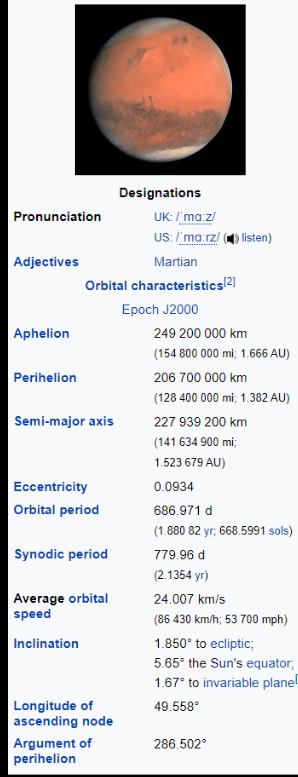 Designations
Pronunciation UK: /ˈmɑːz/
US: /ˈmɑːrz/ ( listen)
Adjectives Martian
Orbital characteristics[2]
Epoch J2000
Aphelion 249 200 000 km
(154 800 000 mi; 1.666 AU)
Perihelion 206 700 000 km
(128 400 000 mi; 1.382 AU)
Semi-major axis 227 939 200 km
(141 634 900 mi;
1.523 679 AU)
Eccentricity 0.0934
Orbital period 686.971 d
(1.880 82 yr; 668.5991 sols)
Synodic period 779.96 d
(2.1354 yr)
Average orbital 24.007 km/s
speed (86 430 km/h; 53 700 mph)
Inclination 1.850° to ecliptic;
5.65° the Sun's equator;
1.67° to invariable plane[
Longitude of 49.558°
ascending node
Argument of 286.502°
perihelion